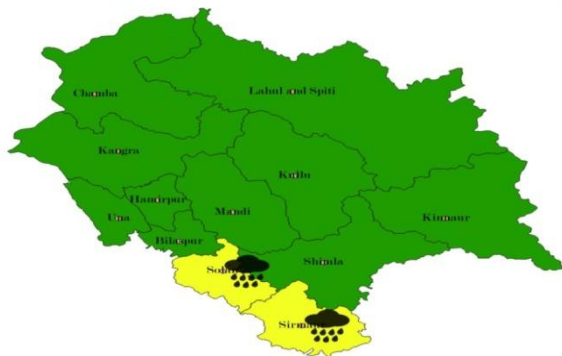 Chamba
Lahul and Spiti
Kangra
Kullu
Hamirpur
Una
Mandi
Kinnaur
Bilaspur
Shimla